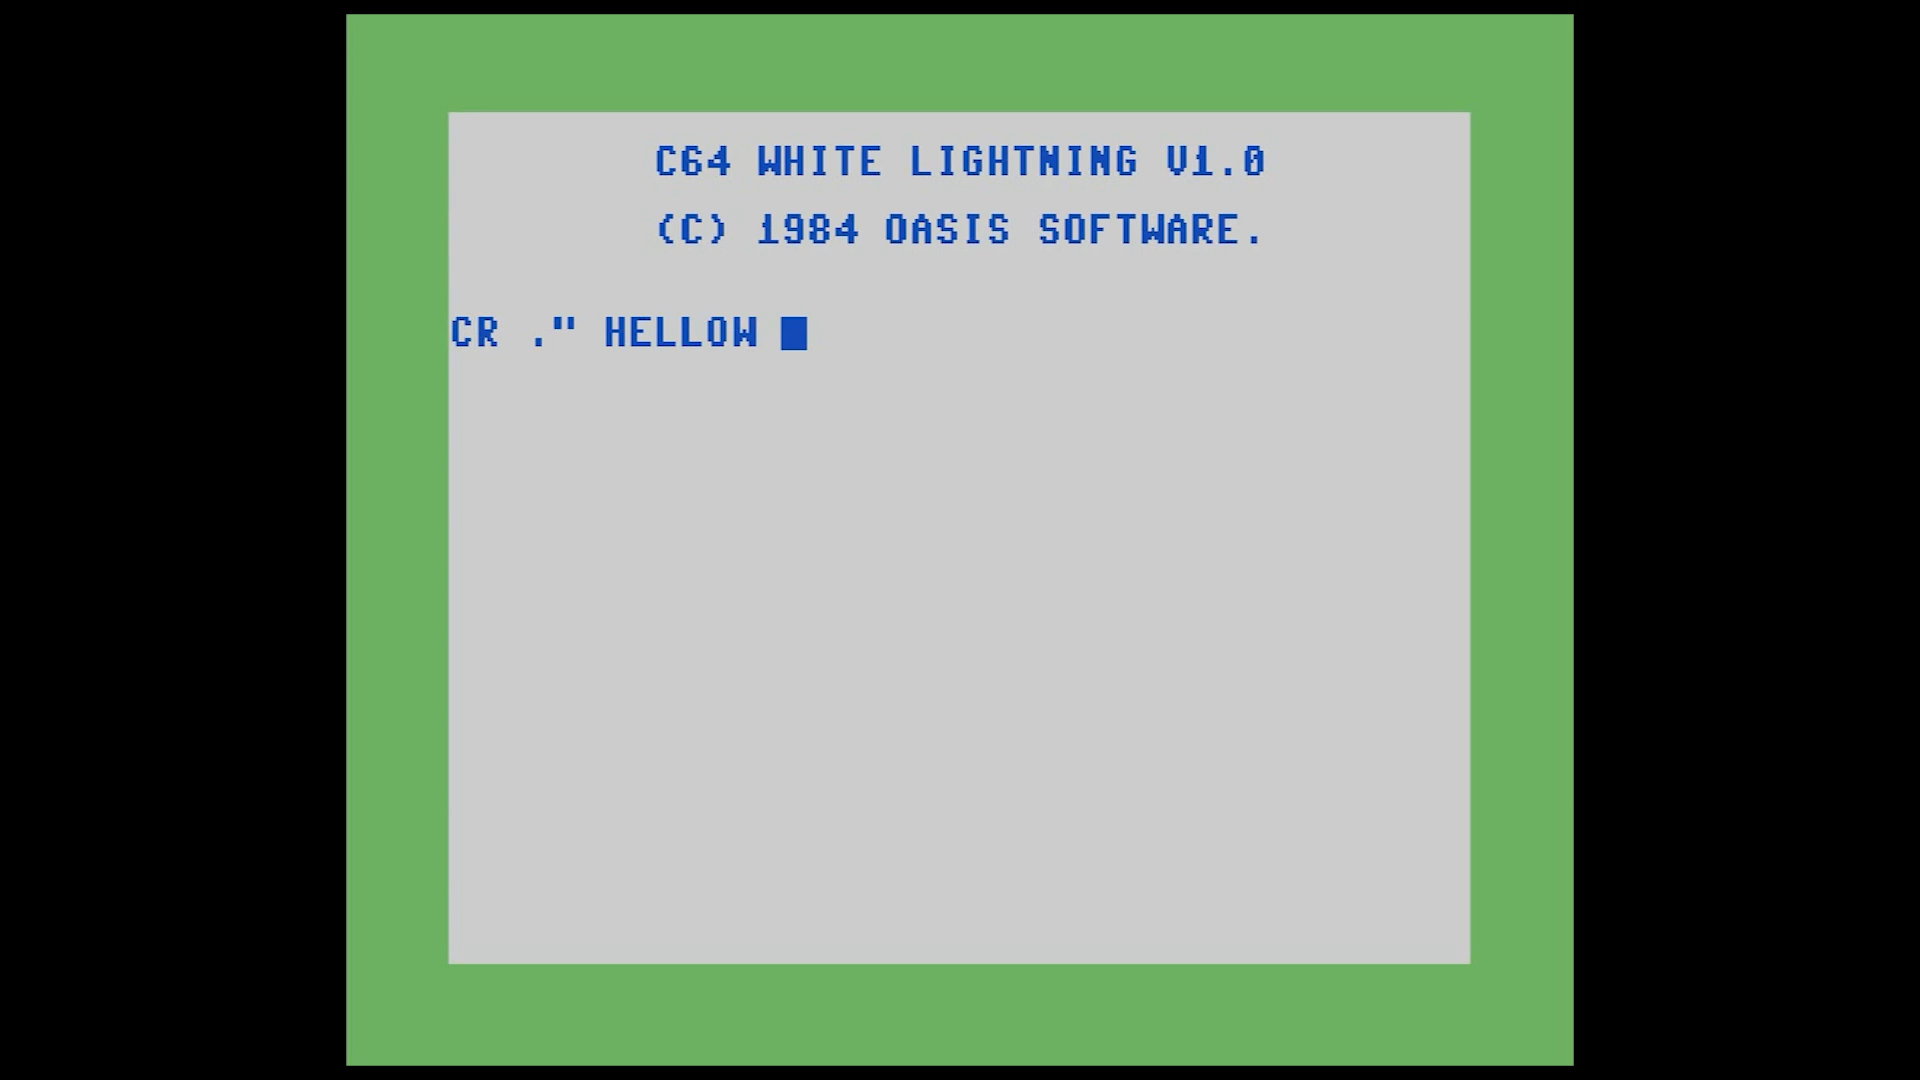 C64 WHITE LIGHTNING V1.0
(C) 1984 OASIS SOFTWARE.
CR ." HELLOW